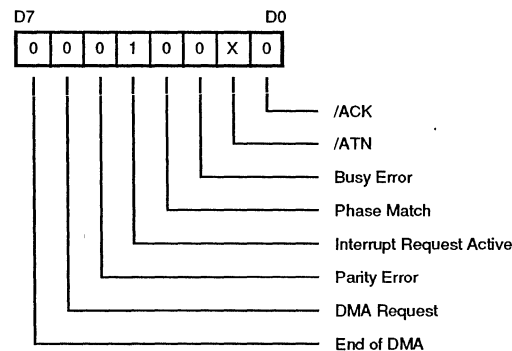 D7 D0
0 0 0 1 0 0 X 0
/ACK
/ATN
Busy Error
Phase Match
Interrupt Request Active
Parity Error
DMA Request
End of DMA